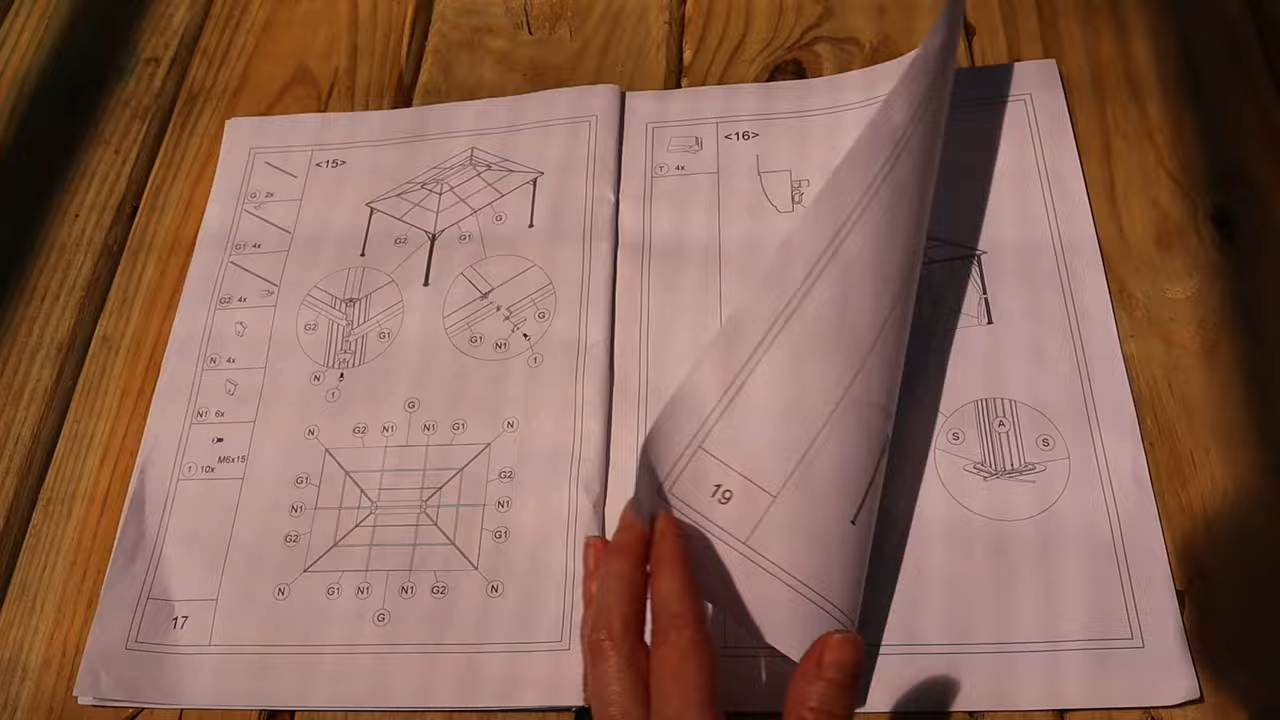 <15>
G 2x
G1 4x
G2 4x
N 4x
N1 6x
M6x15
1 10x
G
G2 G1
G2 G1 N 1
G1 N1 G 1
G
N G2 N1 N1 G1 N
G1 G2
N1 N1
G2 G1
N G1 N1 N1 G2 N
G
17
<16>
T 4x
S A S
19